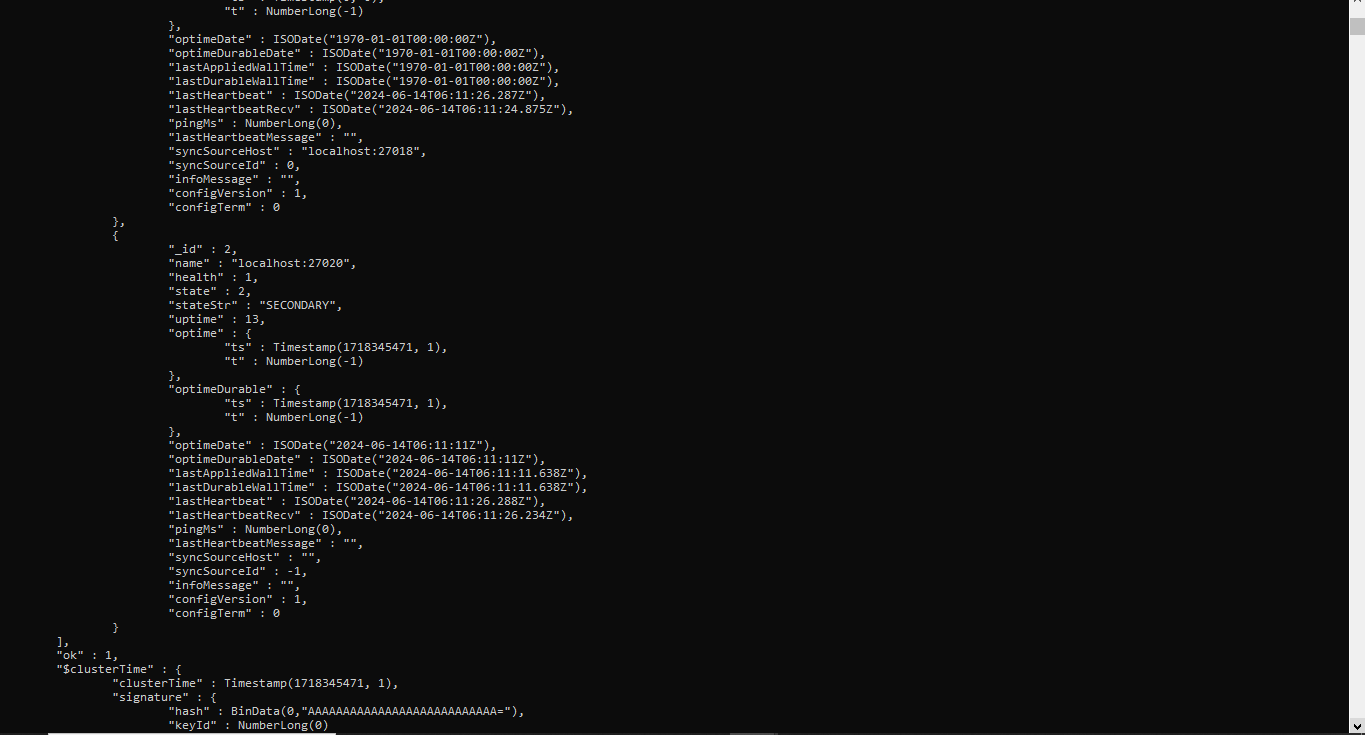 "t" : NumberLong(-1)
},
"optimeDate" : ISODate("1970-01-01T00:00:00Z"),
"optimeDurableDate" : ISODate("1970-01-01T00:00:00Z"),
"lastAppliedWallTime" : ISODate("1970-01-01T00:00:00Z"),
"lastDurableWallTime" : ISODate("1970-01-01T00:00:00Z"),
"lastHeartbeat" : ISODate("2024-06-14T06:11:26.287Z"),
"lastHeartbeatRecv" : ISODate("2024-06-14T06:11:24.875Z"),
"pingMs" : NumberLong(0),
"lastHeartbeatMessage" : "",
"syncSourceHost" : "localhost:27018",
"syncSourceId" : 0,
"infoMessage" : "",
"configVersion" : 1,
"configTerm" : 0
},
{
"_id" : 2,
"name" : "localhost:27020",
"health" : 1,
"state" : 2,
"stateStr" : "SECONDARY",
"uptime" : 13,
"optime" : {
"ts" : Timestamp(1718345471, 1),
"t" : NumberLong(-1)
},
"optimeDurable" : {
"ts" : Timestamp(1718345471, 1),
"t" : NumberLong(-1)
},
"optimeDate" : ISODate("2024-06-14T06:11:11Z"),
"optimeDurableDate" : ISODate("2024-06-14T06:11:11Z"),
"lastAppliedWallTime" : ISODate("2024-06-14T06:11:11.638Z"),
"lastDurableWallTime" : ISODate("2024-06-14T06:11:11.638Z"),
"lastHeartbeat" : ISODate("2024-06-14T06:11:26.288Z"),
"lastHeartbeatRecv" : ISODate("2024-06-14T06:11:26.234Z"),
"pingMs" : NumberLong(0),
"lastHeartbeatMessage" : "",
"syncSourceHost" : "",
"syncSourceId" : -1,
"infoMessage" : "",
"configVersion" : 1,
"configTerm" : 0
}
],
"ok" : 1,
"$clusterTime" : {
"clusterTime" : Timestamp(1718345471, 1),
"signature" : {
"hash" : BinData(0,"AAAAAAAAAAAAAAAAAAAAAAAAAAA="),
"keyId" : NumberLong(0)